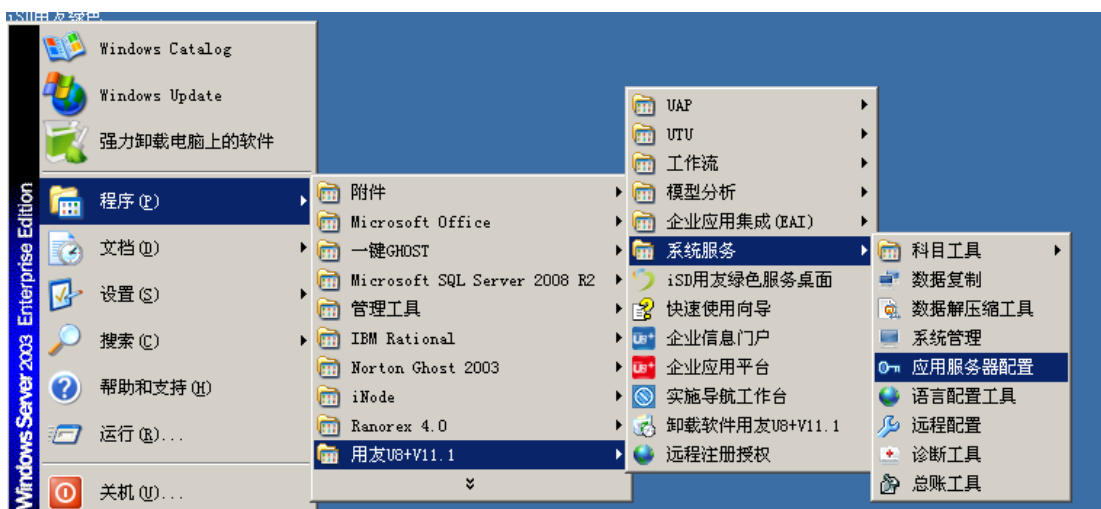 iSD用友绿色
Windows Server 2003 Enterprise Edition
Windows Catalog
Windows Update
强力卸载电脑上的软件
程序(P)
文档(D)
设置(S)
搜索(C)
帮助和支持(H)
运行(R)...
关机(U)...
附件
Microsoft Office
一键GHOST
Microsoft SQL Server 2008 R2
管理工具
IBM Rational
Norton Ghost 2003
iNode
Ranorex 4.0
用友U8+V11.1
UAP
UTU
工作流
模型分析
企业应用集成(EAI)
系统服务
iSD用友绿色服务桌面
快速使用向导
企业信息门户
企业应用平台
实施导航工作台
卸载软件用友U8+V11.1
远程注册授权
科目工具
数据复制
数据解压缩工具
系统管理
应用服务器配置
语言配置工具
远程配置
诊断工具
总账工具